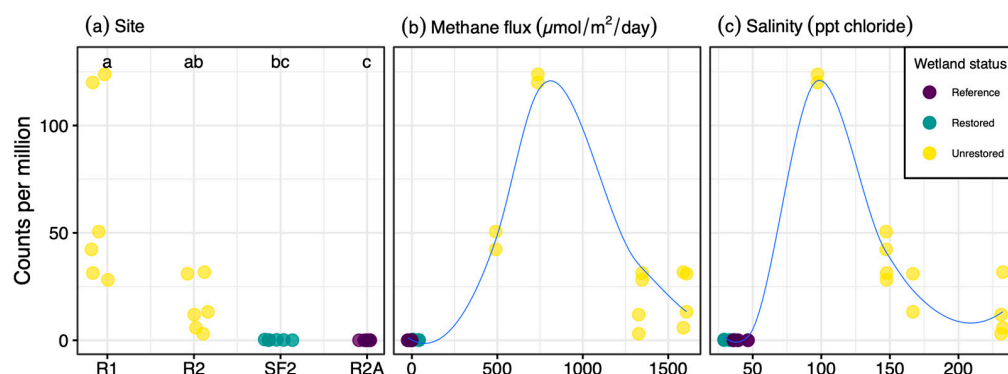 (a) Site
(b) Methane flux (μmol/m²/day)
(c) Salinity (ppt chloride)
a ab bc c
Wetland status
Reference
Restored
Unrestored
Counts per million
100
50
0
R1 R2 SF2 R2A
0 500 1000 1500
50 100 150 200